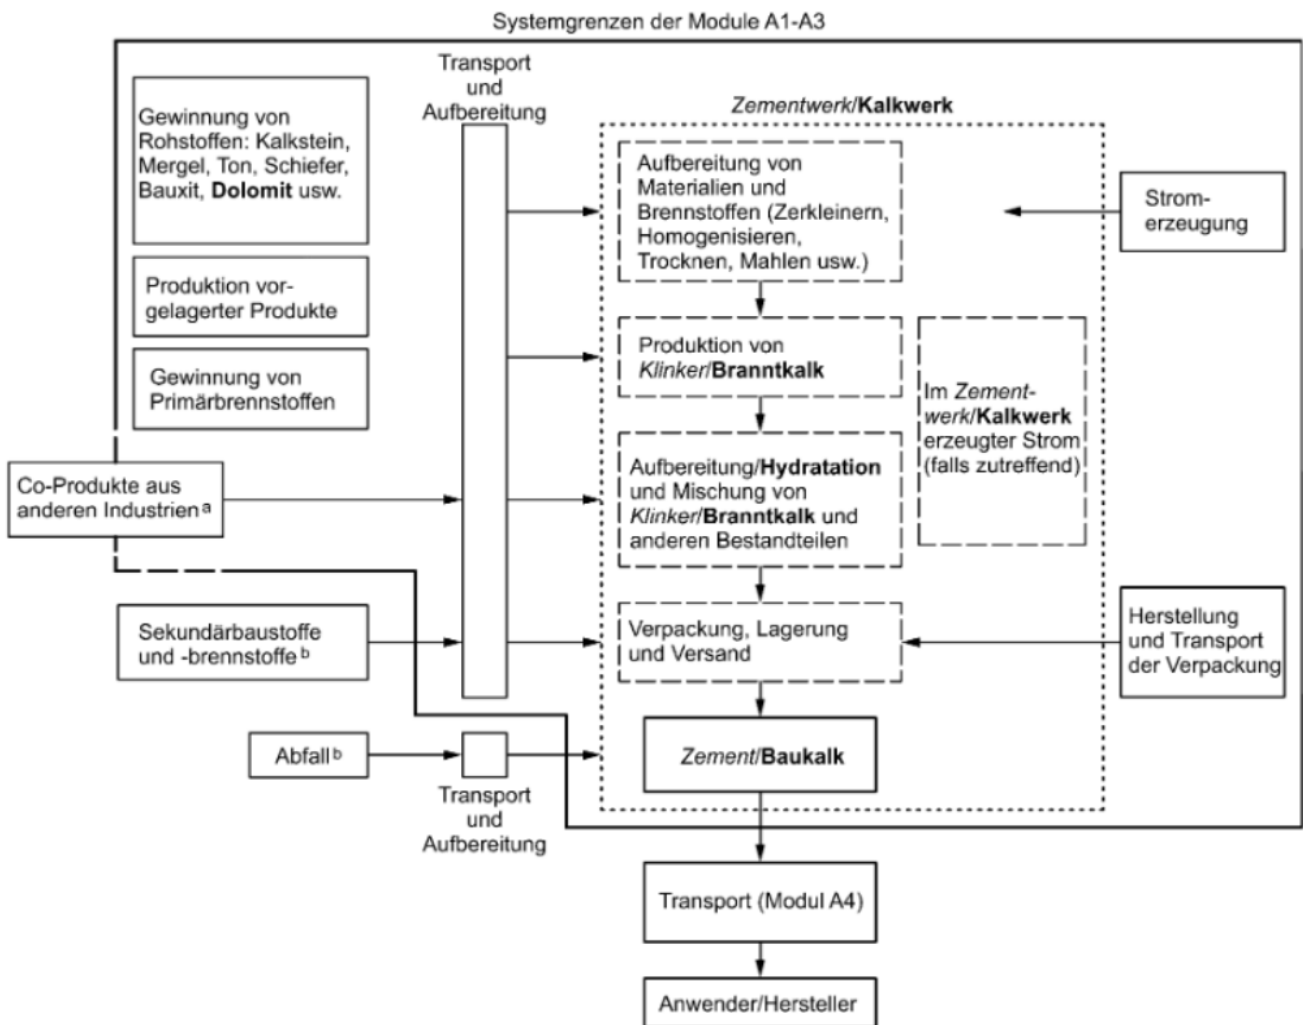 Systemgrenzen der Module A1-A3
Transport
und
Aufbereitung
Gewinnung von
Rohstoffen: Kalkstein,
Mergel, Ton, Schiefer,
Bauxit, Dolomit usw.
Produktion vor-
gelagerter Produkte
Gewinnung von
Primärbrennstoffen
Co-Produkte aus
anderen Industrien a
Sekundärbaustoffe
und -brennstoffe b
Abfall b
Transport
und
Aufbereitung
Zementwerk/Kalkwerk
Aufbereitung von
Materialien und
Brennstoffen (Zerkleinern,
Homogenisieren,
Trocknen, Mahlen usw.)
Produktion von
Klinker/Branntkalk
Aufbereitung/Hydratation
und Mischung von
Klinker/Branntkalk und
anderen Bestandteilen
Verpackung, Lagerung
und Versand
Zement/Baukalk
Im Zement-
werk/Kalkwerk
erzeugter Strom
(falls zutreffend)
Strom-
erzeugung
Herstellung
und Transport
der Verpackung
Transport (Modul A4)
Anwender/Hersteller